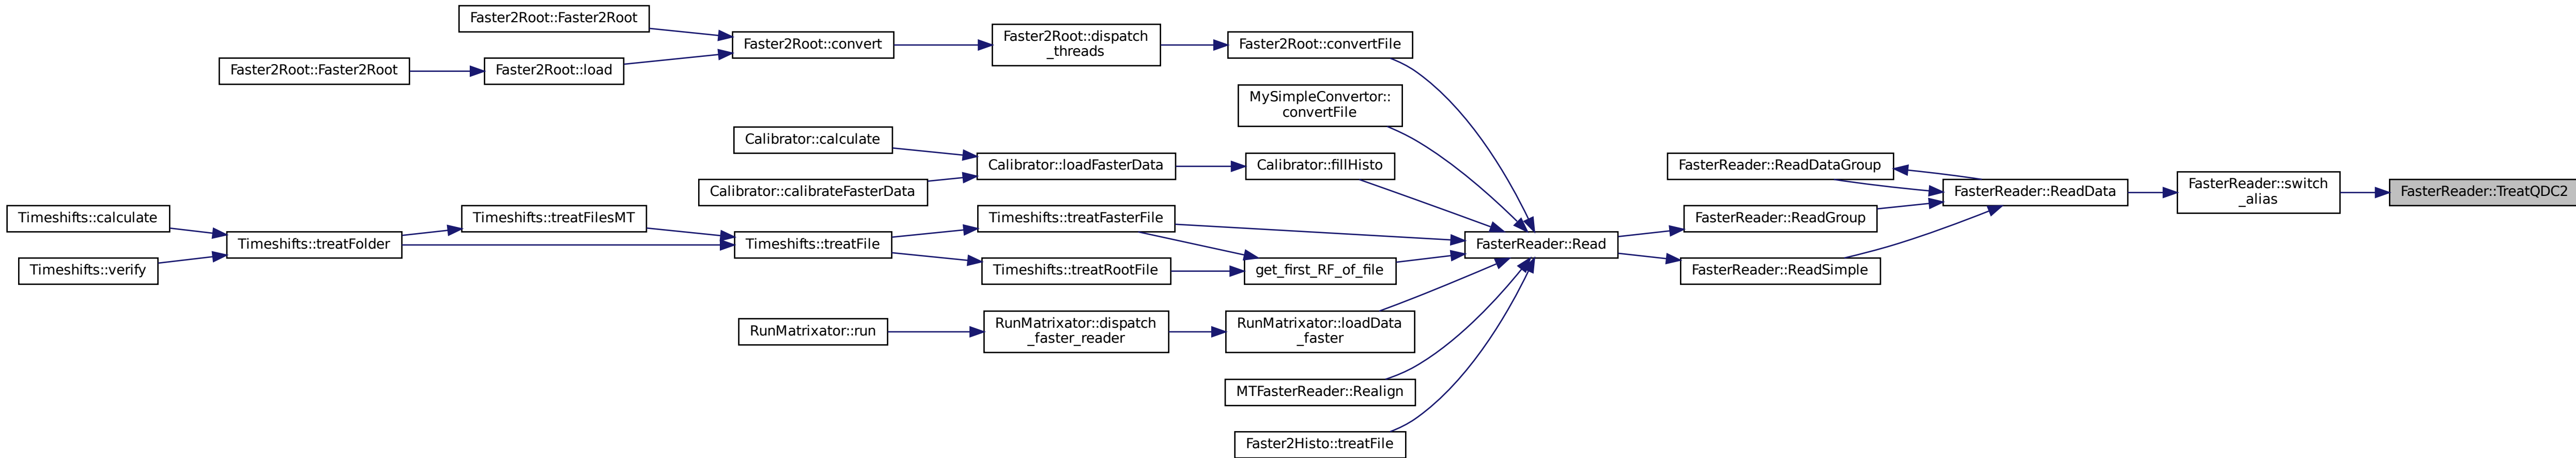 Faster2Root::Faster2Root
Faster2Root::Faster2Root
Faster2Root::load
Faster2Root::convert
Faster2Root::dispatch
_threads
Faster2Root::convertFile
MySimpleConvertor::
convertFile
Calibrator::calculate
Calibrator::calibrateFasterData
Calibrator::loadFasterData
Calibrator::fillHisto
Timeshifts::calculate
Timeshifts::verify
Timeshifts::treatFolder
Timeshifts::treatFilesMT
Timeshifts::treatFile
Timeshifts::treatFasterFile
Timeshifts::treatRootFile
get_first_RF_of_file
RunMatrixator::run
RunMatrixator::dispatch
_faster_reader
RunMatrixator::loadData
_faster
MTFasterReader::Realign
Faster2Histo::treatFile
FasterReader::Read
FasterReader::ReadDataGroup
FasterReader::ReadGroup
FasterReader::ReadSimple
FasterReader::ReadData
FasterReader::switch
_alias
FasterReader::TreatQDC2